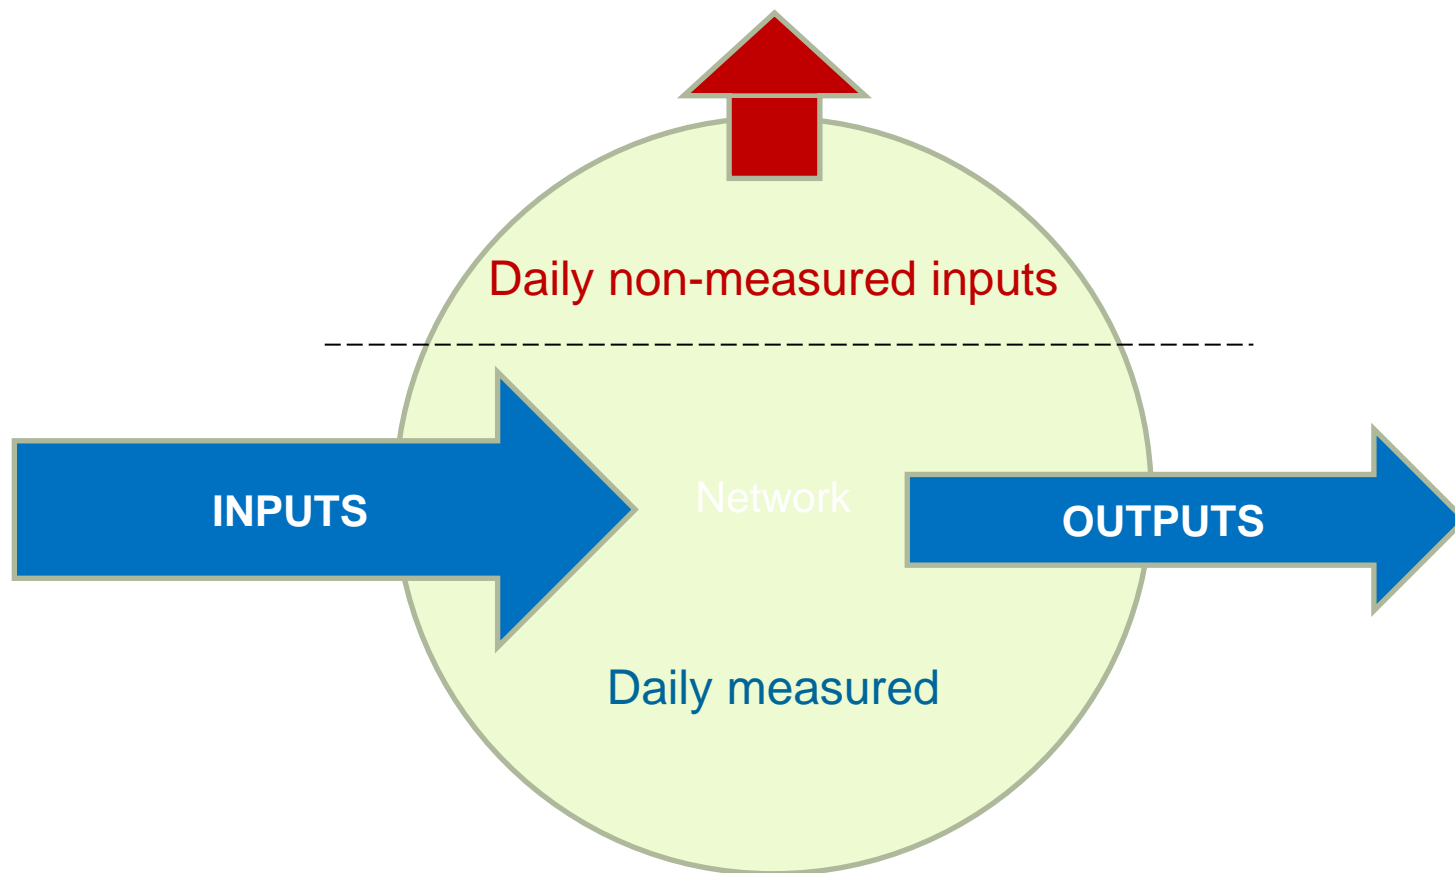 Daily non-measured inputs
INPUTS
Network
OUTPUTS
Daily measured